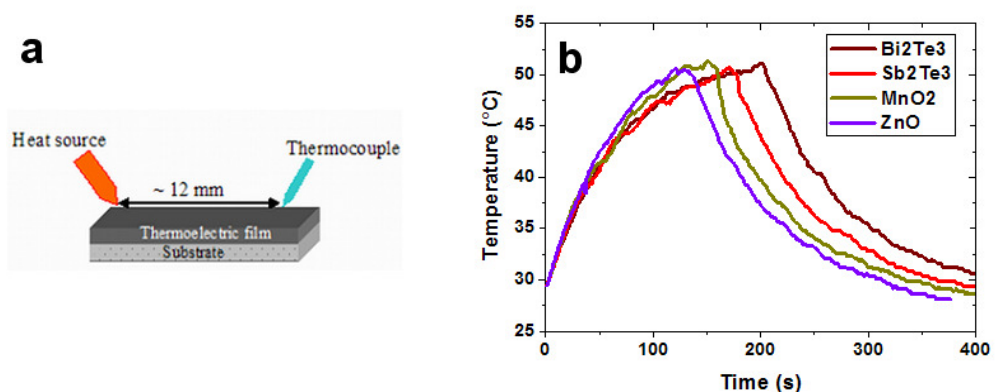 a
Heat source
Thermocouple
~ 12 mm
Thermoelectric film
Substrate
b
Temperature (°C)
55
50
45
40
35
30
25
Bi2Te3
Sb2Te3
MnO2
ZnO
0
100
200
300
400
Time (s)